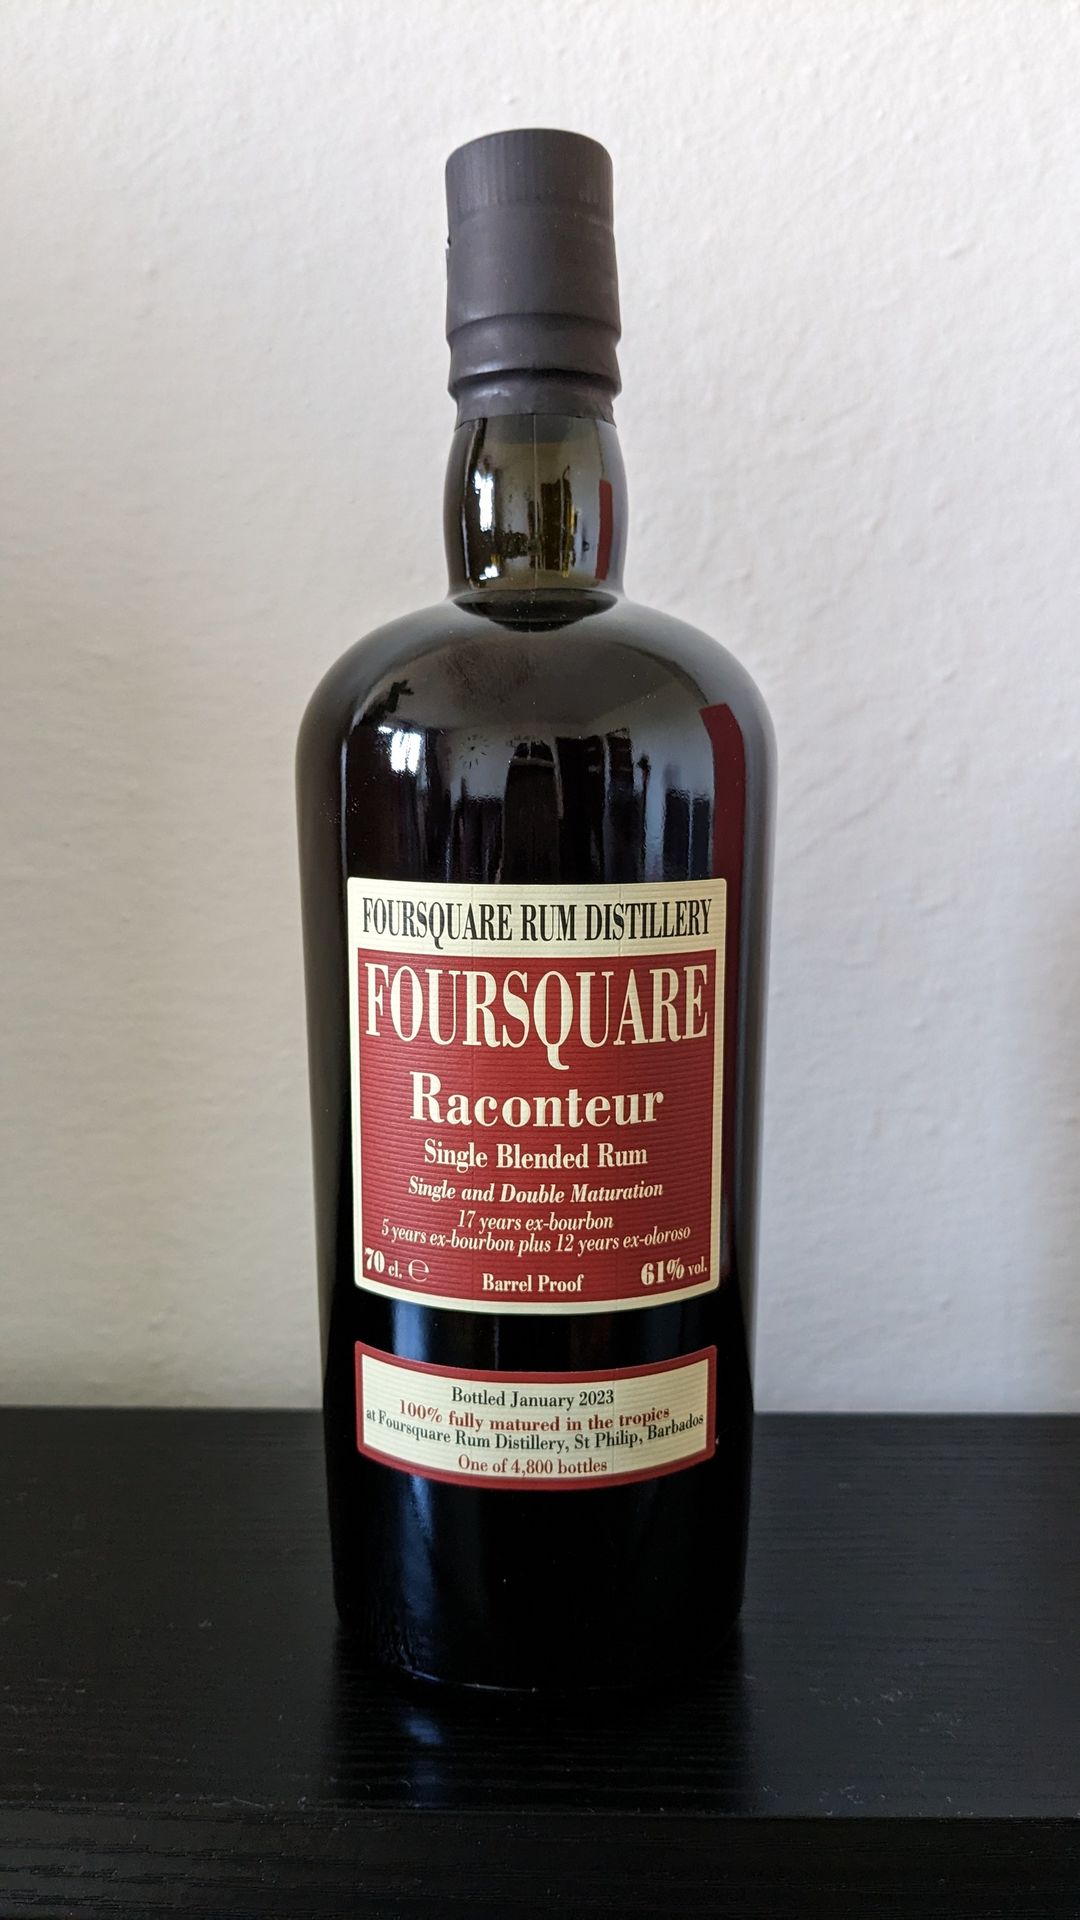 FOURSQUARE RUM DISTILLERY
FOURSQUARE
Raconteur
Single Blended Rum
Single and Double Maturation
17 years ex-bourbon
5 years ex-bourbon plus 12 years ex-oloroso
70 cl. ℮ Barrel Proof 61% vol.
Bottled January 2023
100% fully matured in the tropics
at Foursquare Rum Distillery, St Philip, Barbados
One of 4,800 bottles